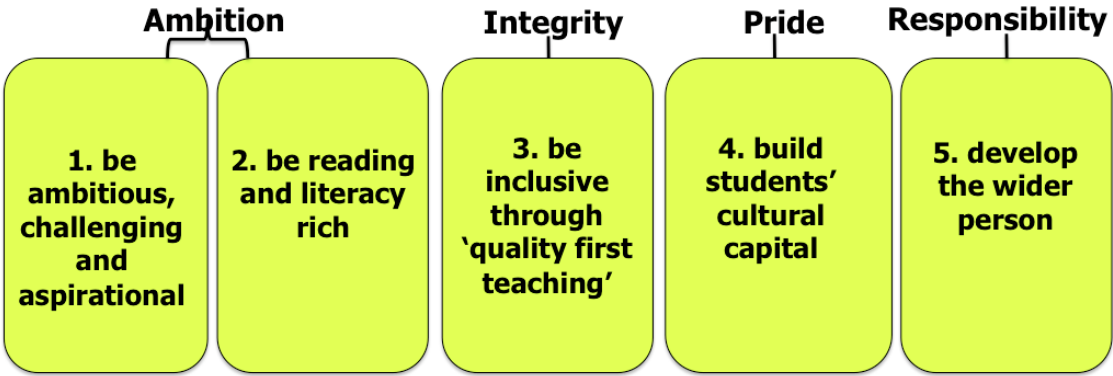 Ambition
Integrity
Pride
Responsibility
1. be
ambitious,
challenging
and
aspirational
2. be reading
and literacy
rich
3. be
inclusive
through
‘quality first
teaching’
4. build
students’
cultural
capital
5. develop
the wider
person